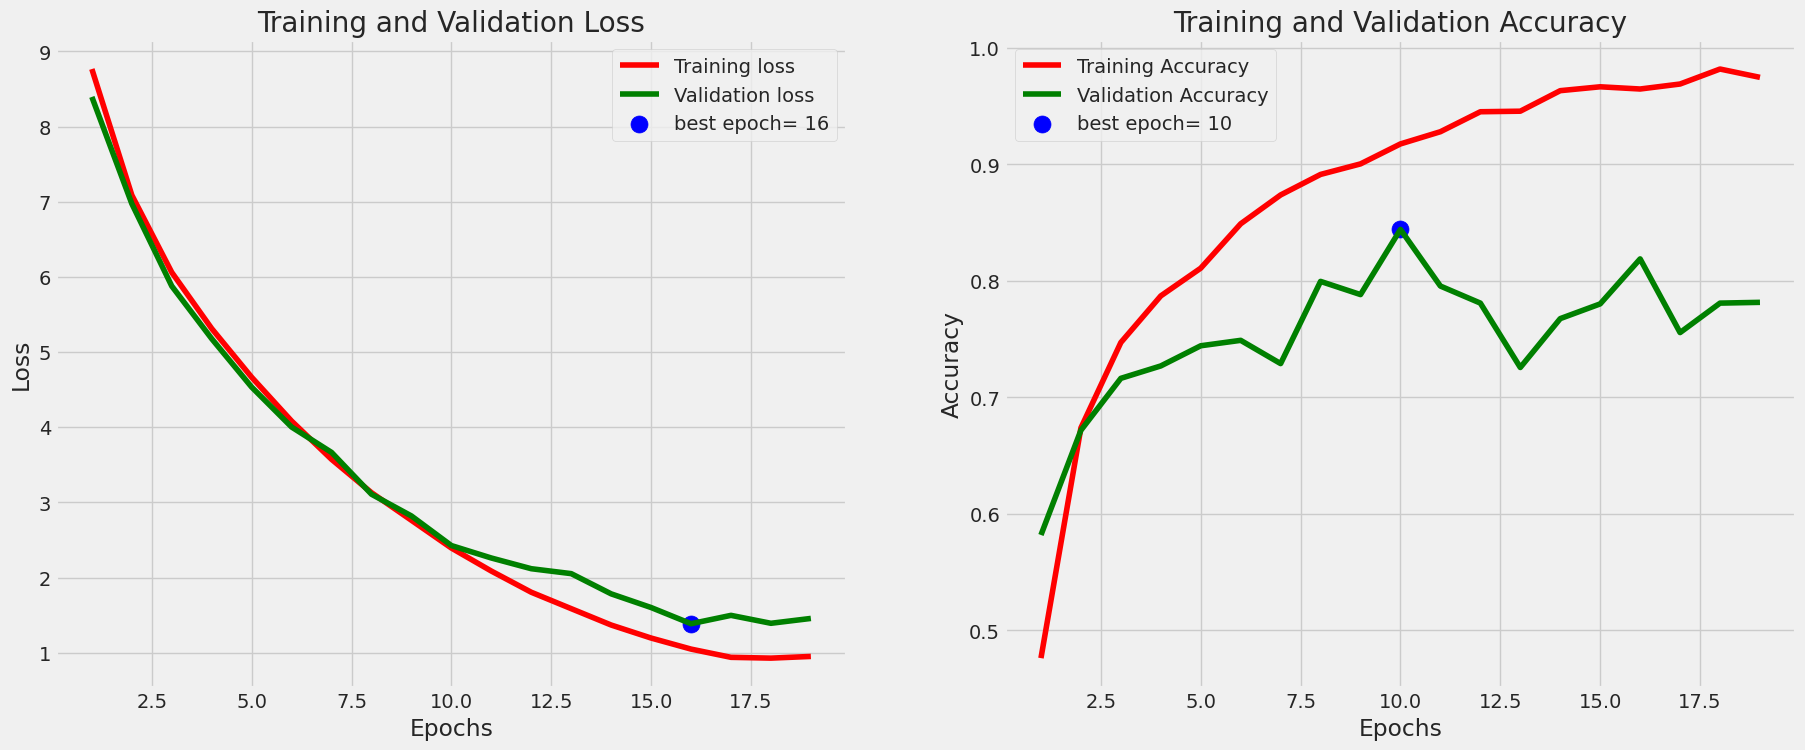 Training and Validation Loss
9
8
7
6
5
4
3
2
1
Loss
Training loss
Validation loss
best epoch= 16
2.5 5.0 7.5 10.0 12.5 15.0 17.5
Epochs
Training and Validation Accuracy
1.0
0.9
0.8
0.7
0.6
0.5
Accuracy
Training Accuracy
Validation Accuracy
best epoch= 10
2.5 5.0 7.5 10.0 12.5 15.0 17.5
Epochs